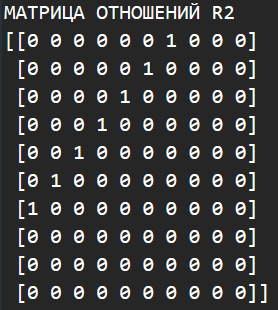 МАТРИЦА ОТНОШЕНИЙ R2
[[0 0 0 0 0 0 1 0 0 0]
[0 0 0 0 0 1 0 0 0 0]
[0 0 0 0 1 0 0 0 0 0]
[0 0 0 1 0 0 0 0 0 0]
[0 0 1 0 0 0 0 0 0 0]
[0 1 0 0 0 0 0 0 0 0]
[1 0 0 0 0 0 0 0 0 0]
[0 0 0 0 0 0 0 0 0 0]
[0 0 0 0 0 0 0 0 0 0]
[0 0 0 0 0 0 0 0 0 0]]